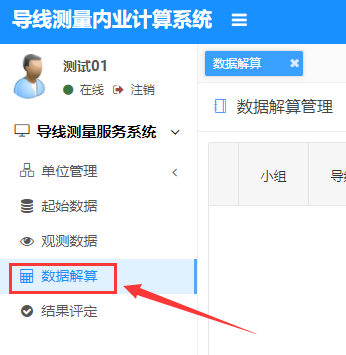 导线测量内业计算系统
测试01
在线 注销
导线测量服务系统
单位管理
起始数据
观测数据
数据解算
结果评定
数据解算
数据解算管理
小组